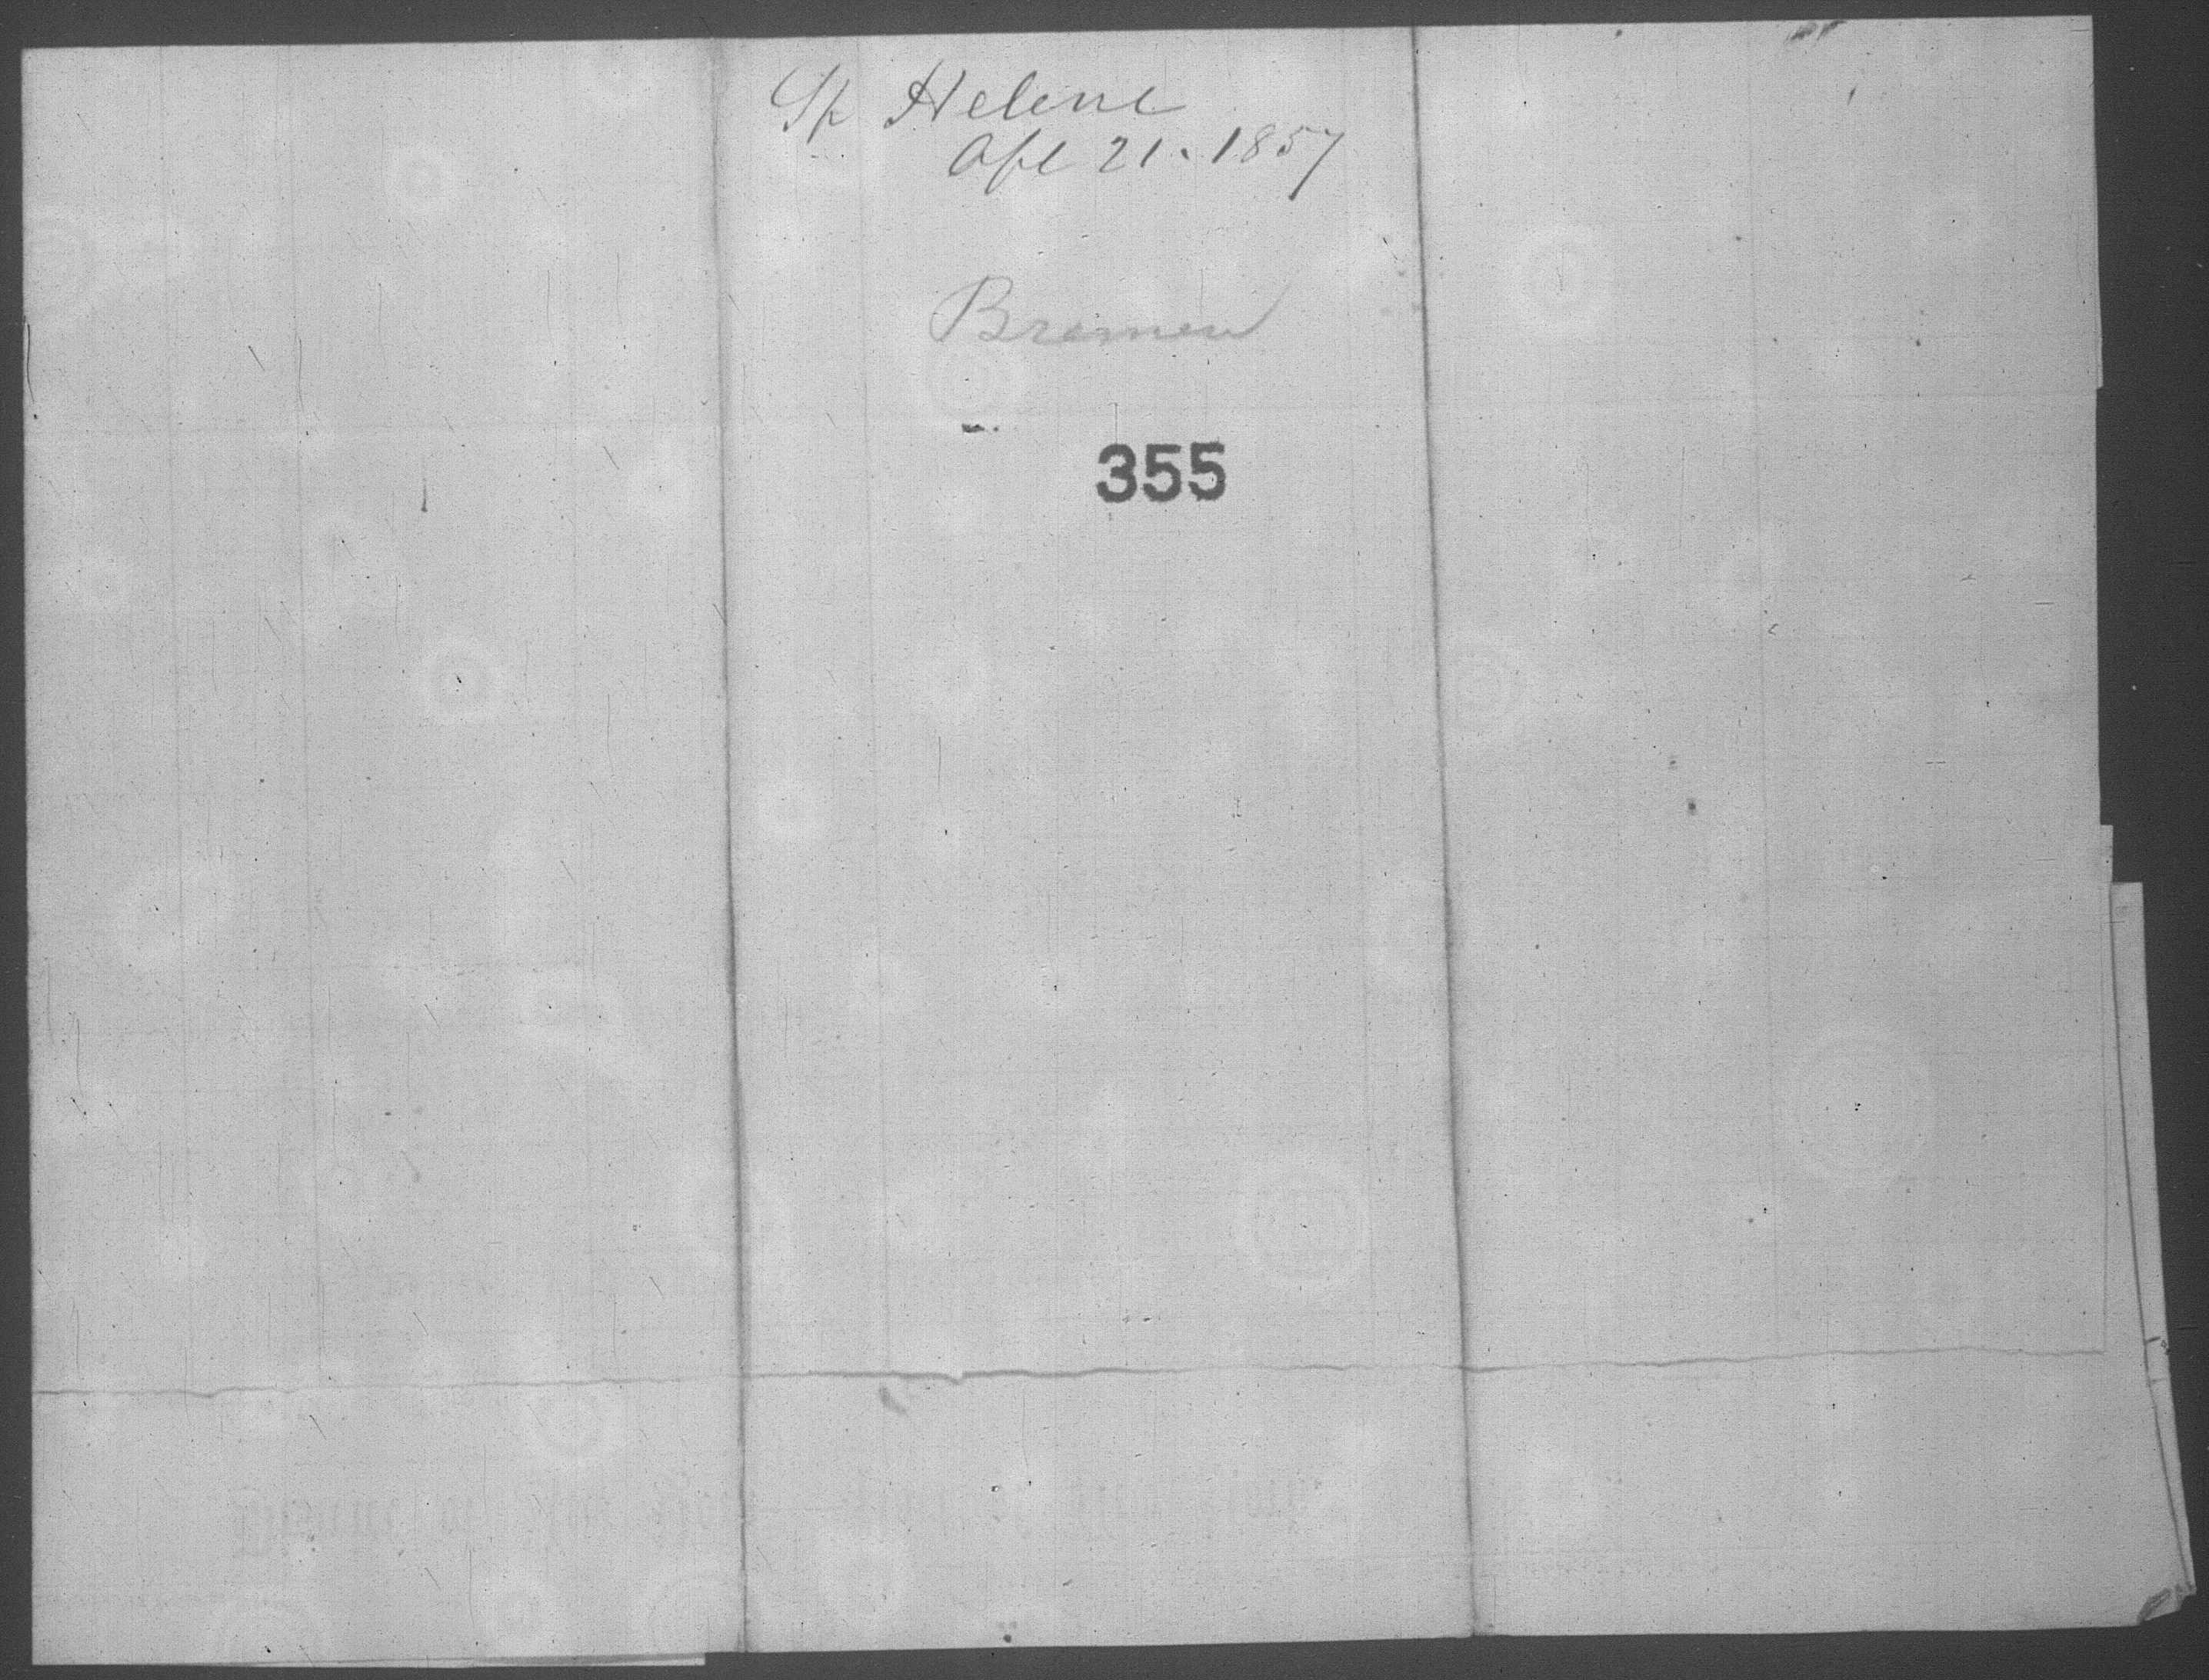 Sp Helene
Apl 21. 1857
Bremen
355